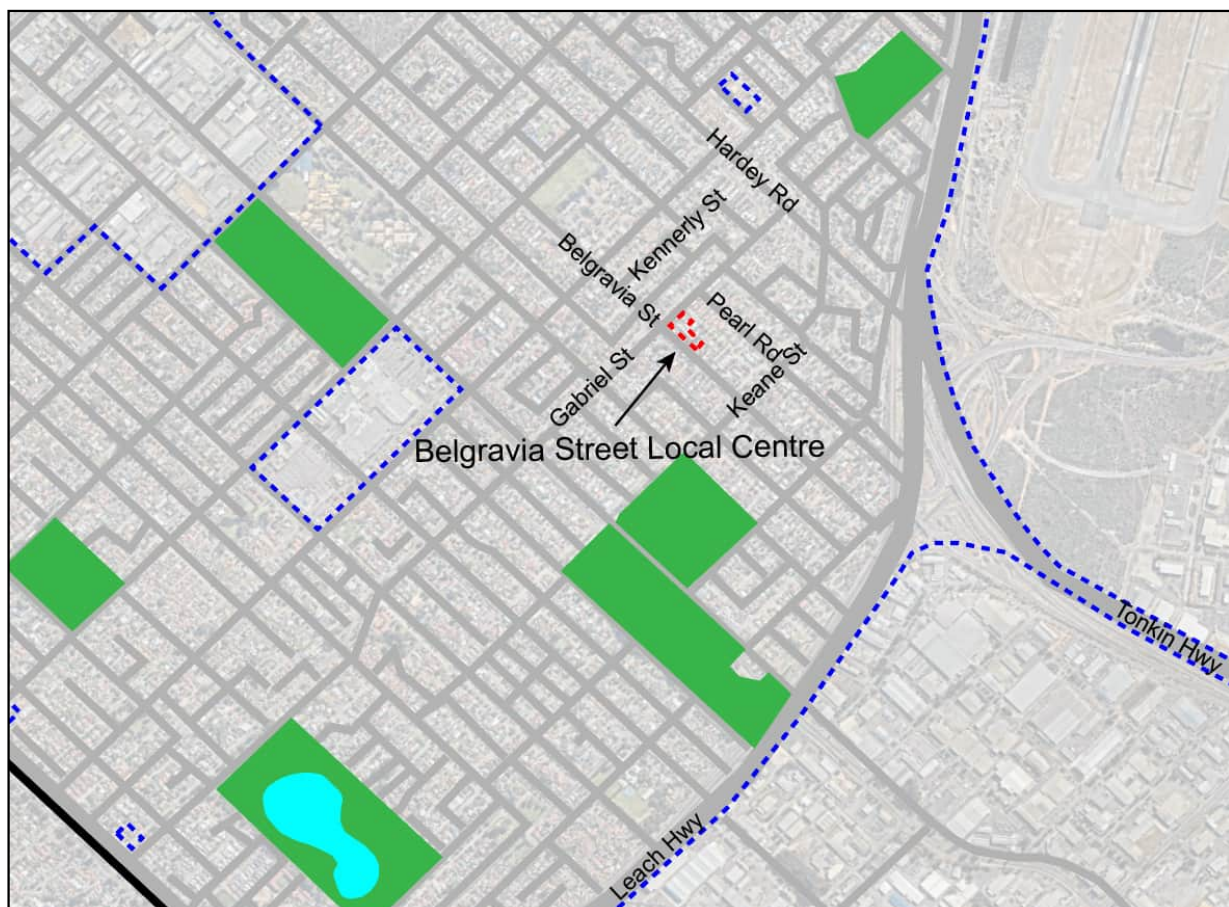 Hardey Rd
Kennerly St
Belgravia St
Pearl Rd
Keane St
Gabriel St
Belgravia Street Local Centre
Tonkin Hwy
Leach Hwy